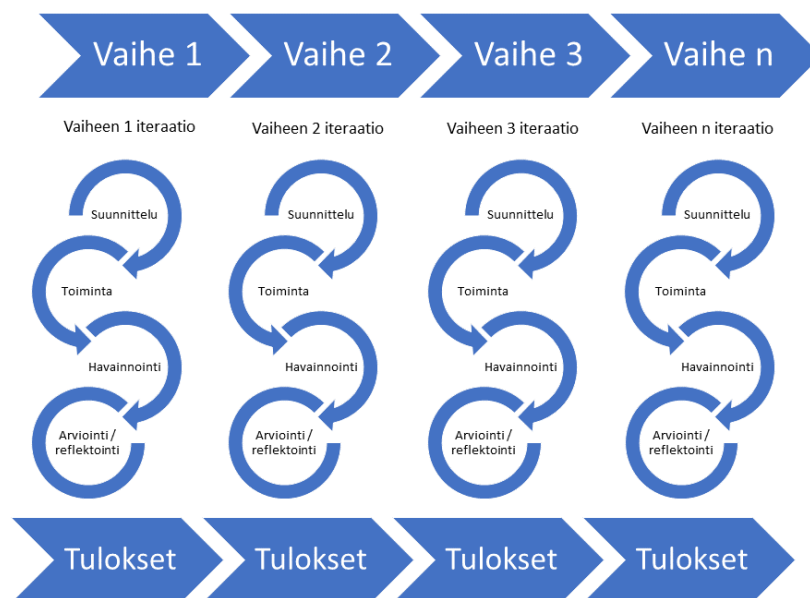 Vaihe 1
Vaihe 2
Vaihe 3
Vaihe n
Vaiheen 1 iteraatio
Vaiheen 2 iteraatio
Vaiheen 3 iteraatio
Vaiheen n iteraatio
Suunnittelu
Toiminta
Havainnointi
Arviointi /
reflektointi
Suunnittelu
Toiminta
Havainnointi
Arviointi /
reflektointi
Suunnittelu
Toiminta
Havainnointi
Arviointi /
reflektointi
Suunnittelu
Toiminta
Havainnointi
Arviointi /
reflektointi
Tulokset
Tulokset
Tulokset
Tulokset